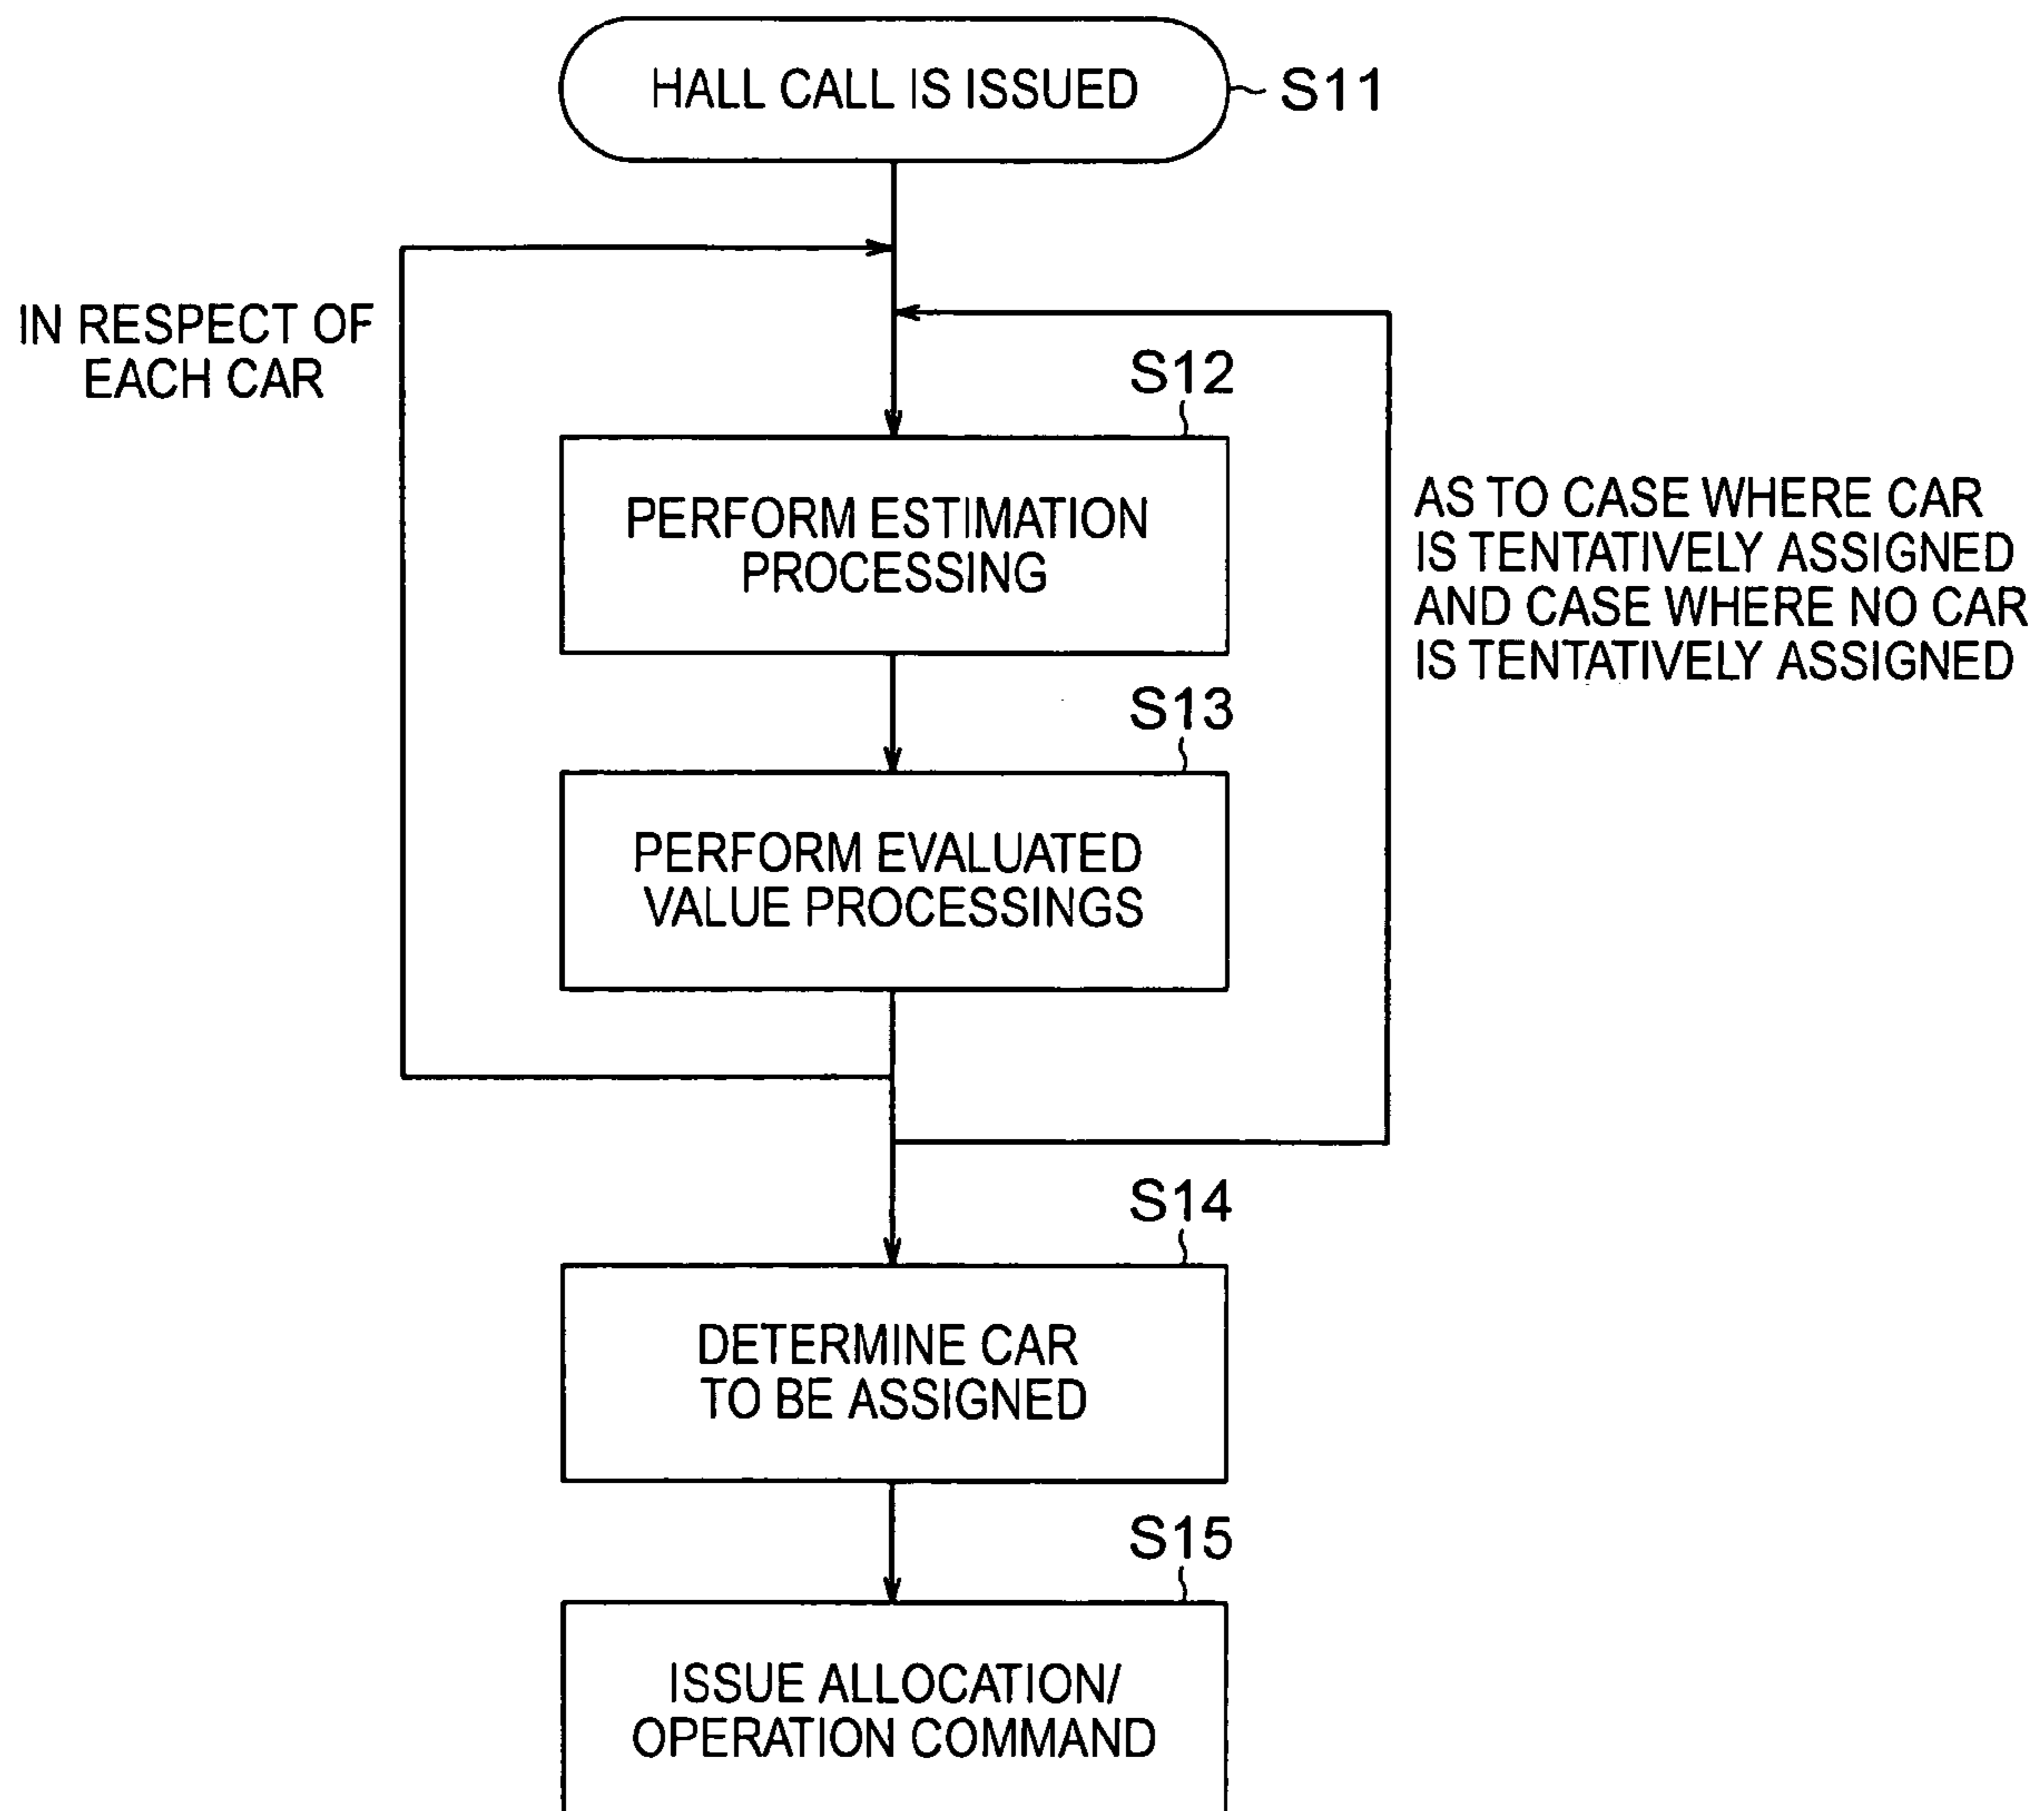 HALL CALL IS ISSUED
S11
IN RESPECT OF
EACH CAR
S12
PERFORM ESTIMATION
PROCESSING
AS TO CASE WHERE CAR
IS TENTATIVELY ASSIGNED
AND CASE WHERE NO CAR
IS TENTATIVELY ASSIGNED
S13
PERFORM EVALUATED
VALUE PROCESSINGS
S14
DETERMINE CAR
TO BE ASSIGNED
S15
ISSUE ALLOCATION/
OPERATION COMMAND